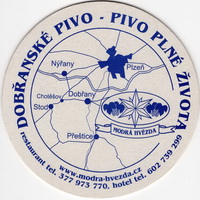 DOBŘANSKÉ PIVO - PIVO PLNÉ ŽIVOTA
Nýřany
Plzeň
Chotěšov
Dobřany
Stod
Přeštice
MODRÁ HVĚZDA
www.modra-hvezda.cz
restaurant tel. 377 973 770, hotel tel. 602 739 299